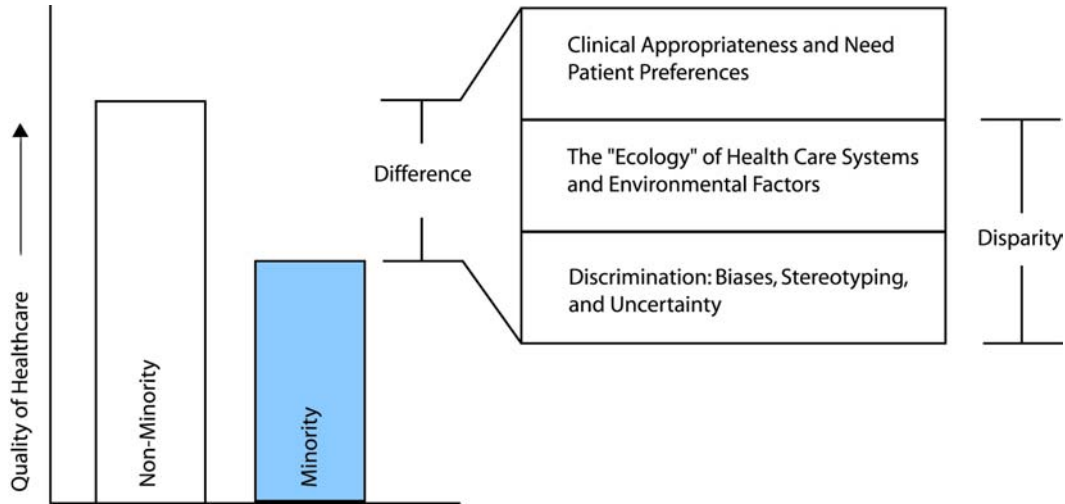 Quality of Healthcare
Non-Minority
Minority
Difference
Clinical Appropriateness and Need
Patient Preferences
The "Ecology" of Health Care Systems
and Environmental Factors
Discrimination: Biases, Stereotyping,
and Uncertainty
Disparity